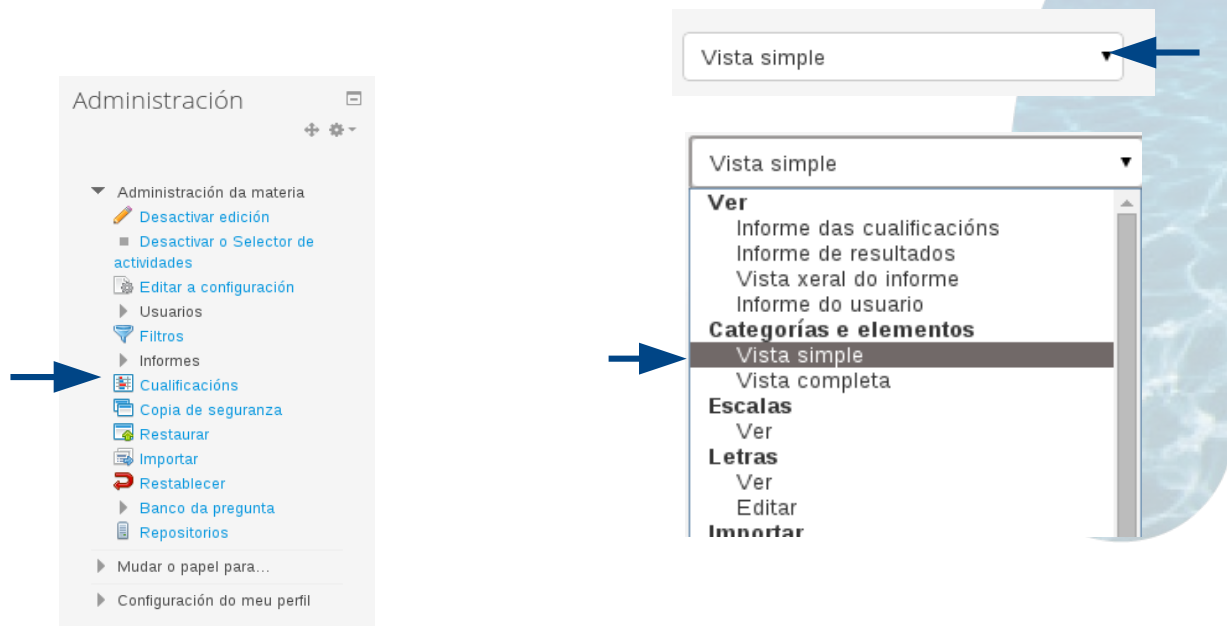 Administración
Administración da materia
Desactivar edición
Desactivar o Selector de
actividades
Editar a configuración
Usuarios
Filtros
Informes
Cualificacións
Copia de seguranza
Restaurar
Importar
Restablecer
Banco da pregunta
Repositorios
Mudar o papel para...
Configuración do meu perfil
Vista simple
Vista simple
Ver
Informe das cualificacións
Informe de resultados
Vista xeral do informe
Informe do usuario
Categorías e elementos
Vista simple
Vista completa
Escalas
Ver
Letras
Ver
Editar
Importar